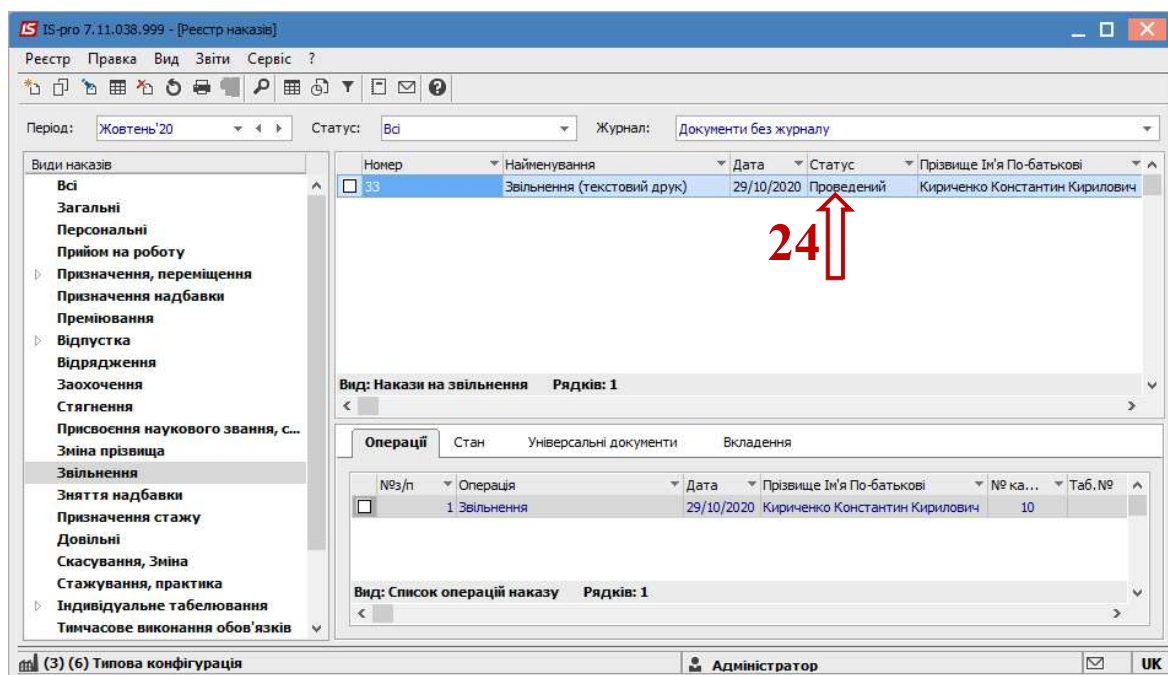 IS-pro 7.11.038.999 - [Реєстр наказів]
Реєстр Правка Вид Звіти Сервіс ?
Період: Жовтень'20 Статус: Всі Журнал: Документи без журналу
Види наказів
Всі
Загальні
Персональні
Прийом на роботу
Призначення, переміщення
Призначення надбавки
Преміювання
Відпустка
Відрядження
Заохочення
Стягнення
Присвоєння наукового звання, с...
Зміна прізвища
Звільнення
Зняття надбавки
Призначення стажу
Довільні
Скасування, Зміна
Стажування, практика
Індивідуальне табелювання
Тимчасове виконання обов'язків
Номер Найменування Дата Статус Прізвище Ім'я По-батькові
33 Звільнення (текстовий друк) 29/10/2020 Проведений Кириченко Константин Кирилович
24
Вид: Накази на звільнення Рядків: 1
Операції Стан Універсальні документи Вкладення
№з/п Операція Дата Прізвище Ім'я По-батькові № ка... Таб.№
1 Звільнення 29/10/2020 Кириченко Константин Кирилович 10
Вид: Список операцій наказу Рядків: 1
(3) (6) Типова конфігурація Адміністратор UK